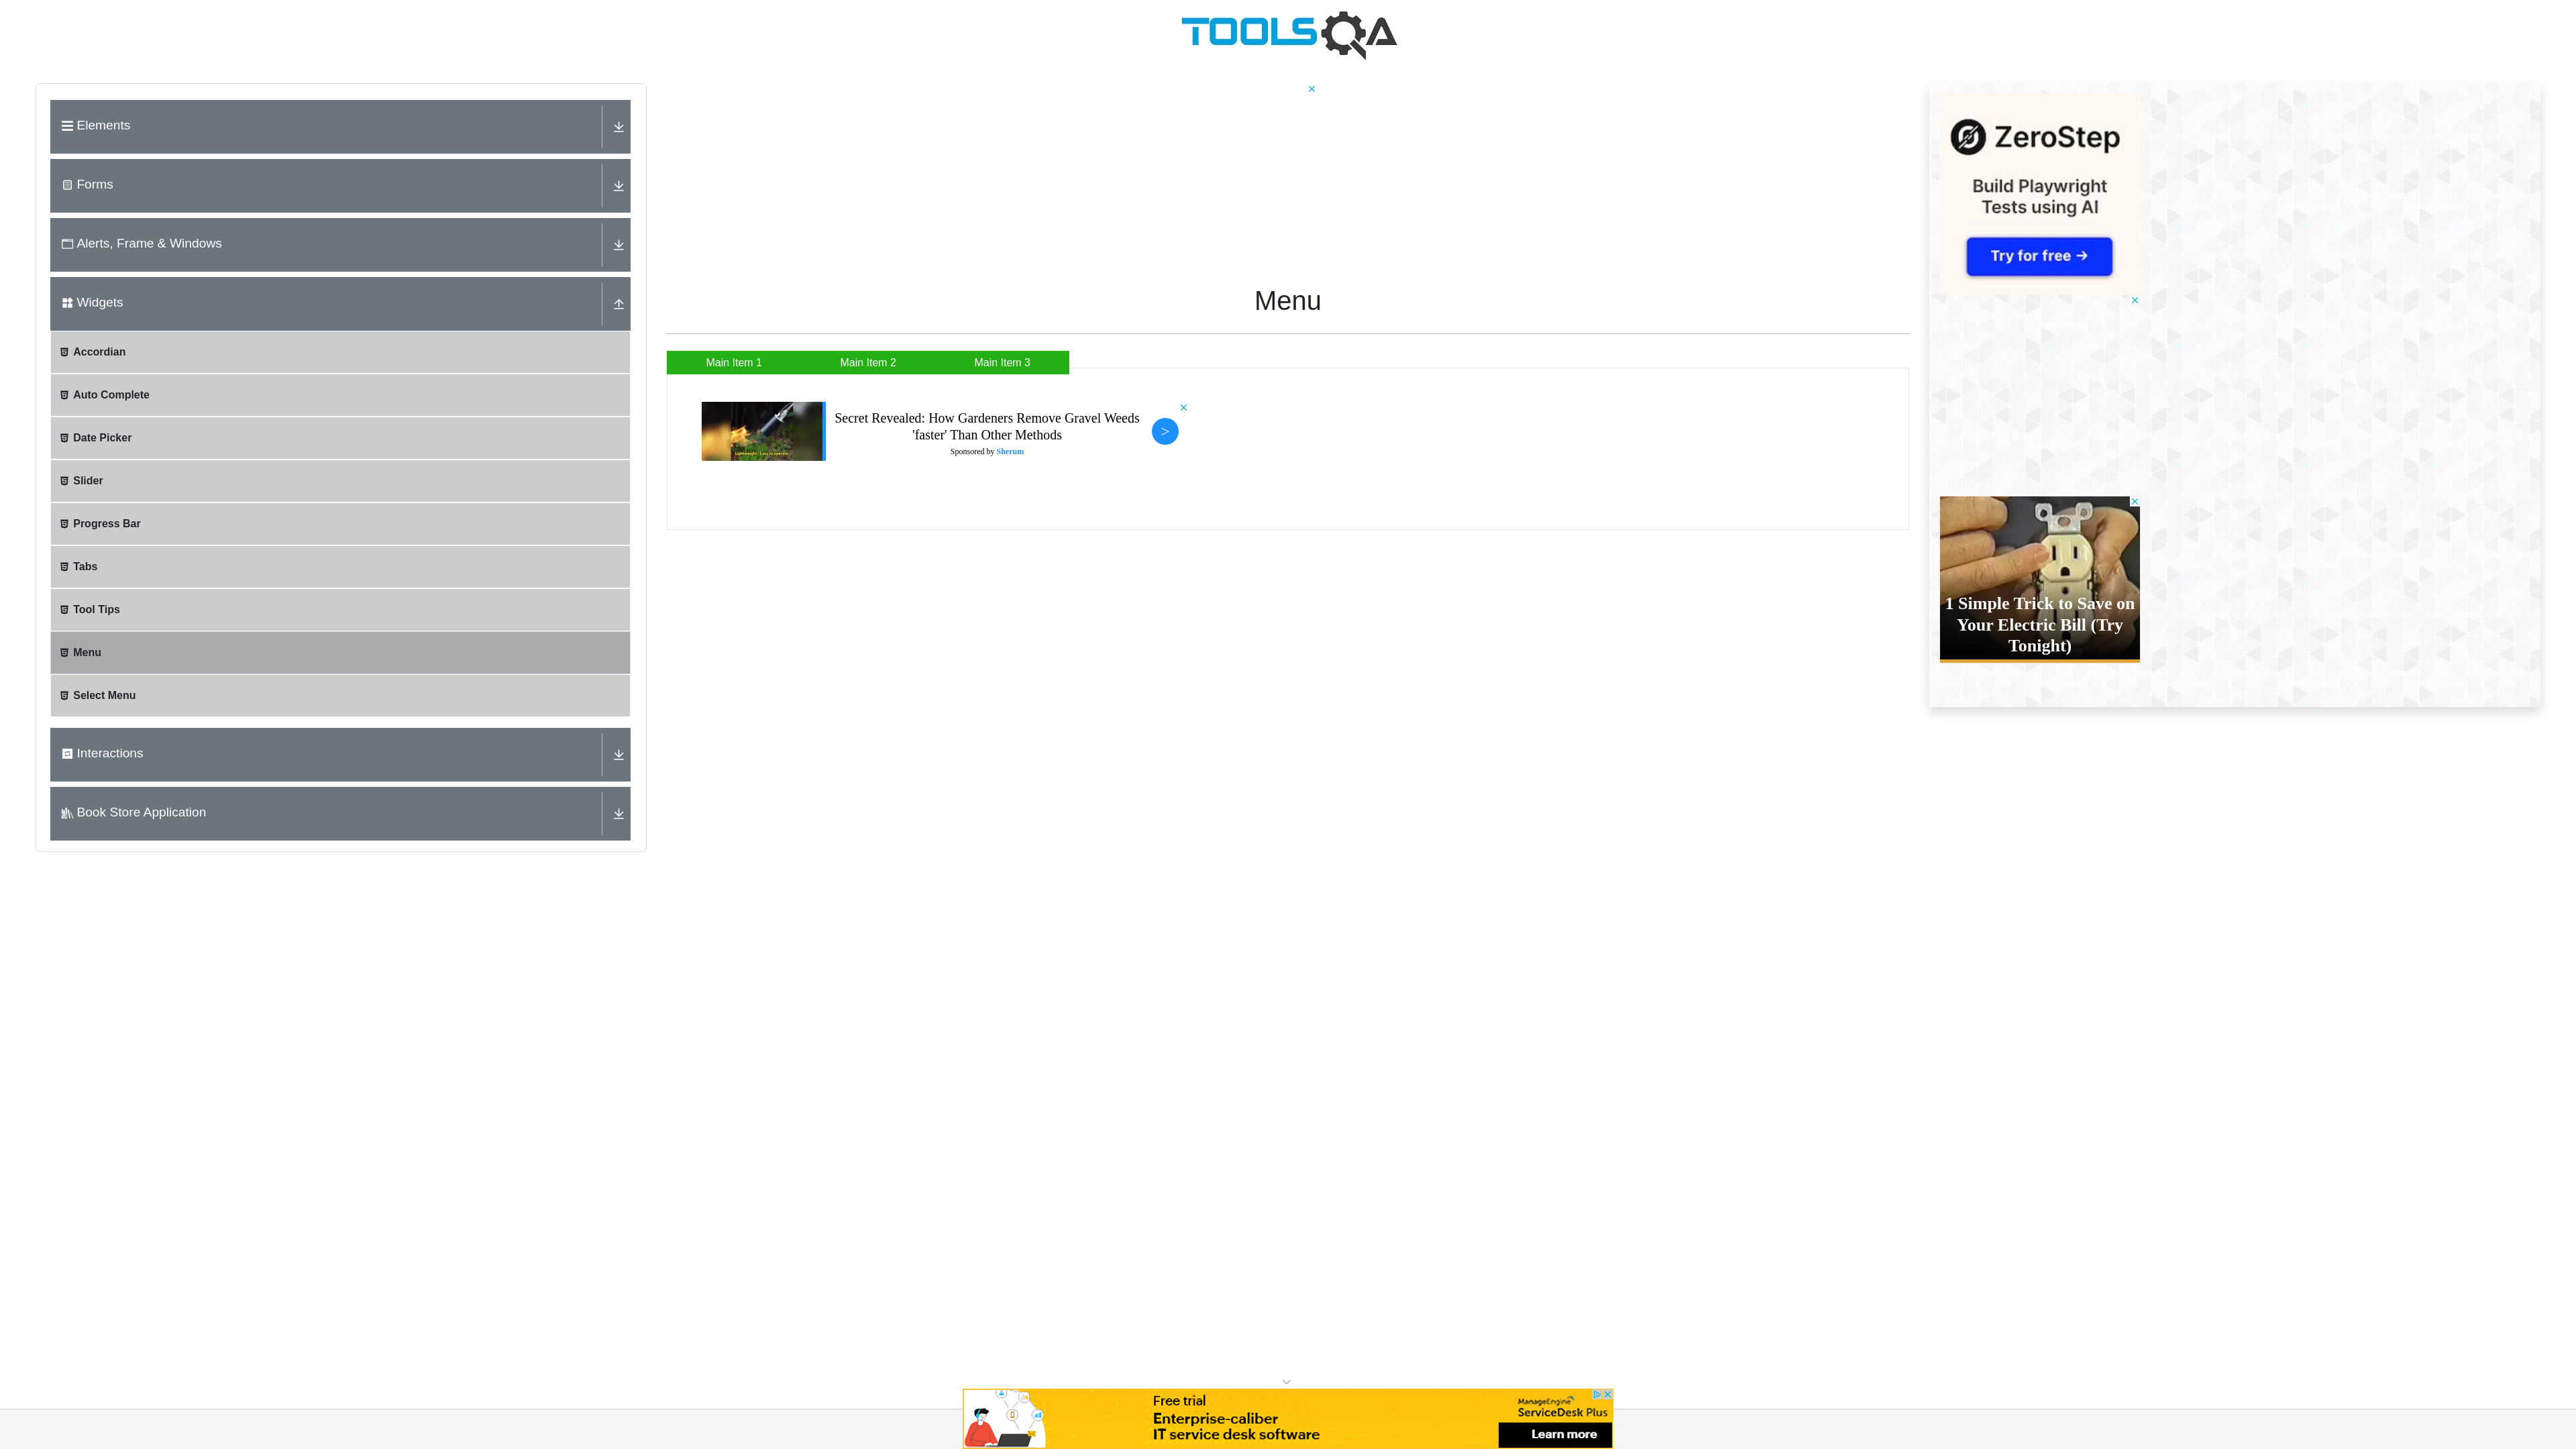 TOOLSQA
Elements
Forms
Alerts, Frame & Windows
Widgets
Accordian
Auto Complete
Date Picker
Slider
Progress Bar
Tabs
Tool Tips
Menu
Select Menu
Interactions
Book Store Application
Menu
Main Item 1
Main Item 2
Main Item 3
Secret Revealed: How Gardeners Remove Gravel Weeds
'faster' Than Other Methods
Sponsored by Sherum
>
ZeroStep
Build Playwright
Tests using AI
Try for free →
1 Simple Trick to Save on
Your Electric Bill (Try
Tonight)
Free trial
Enterprise-caliber
IT service desk software
ManageEngine
ServiceDesk Plus
Learn more